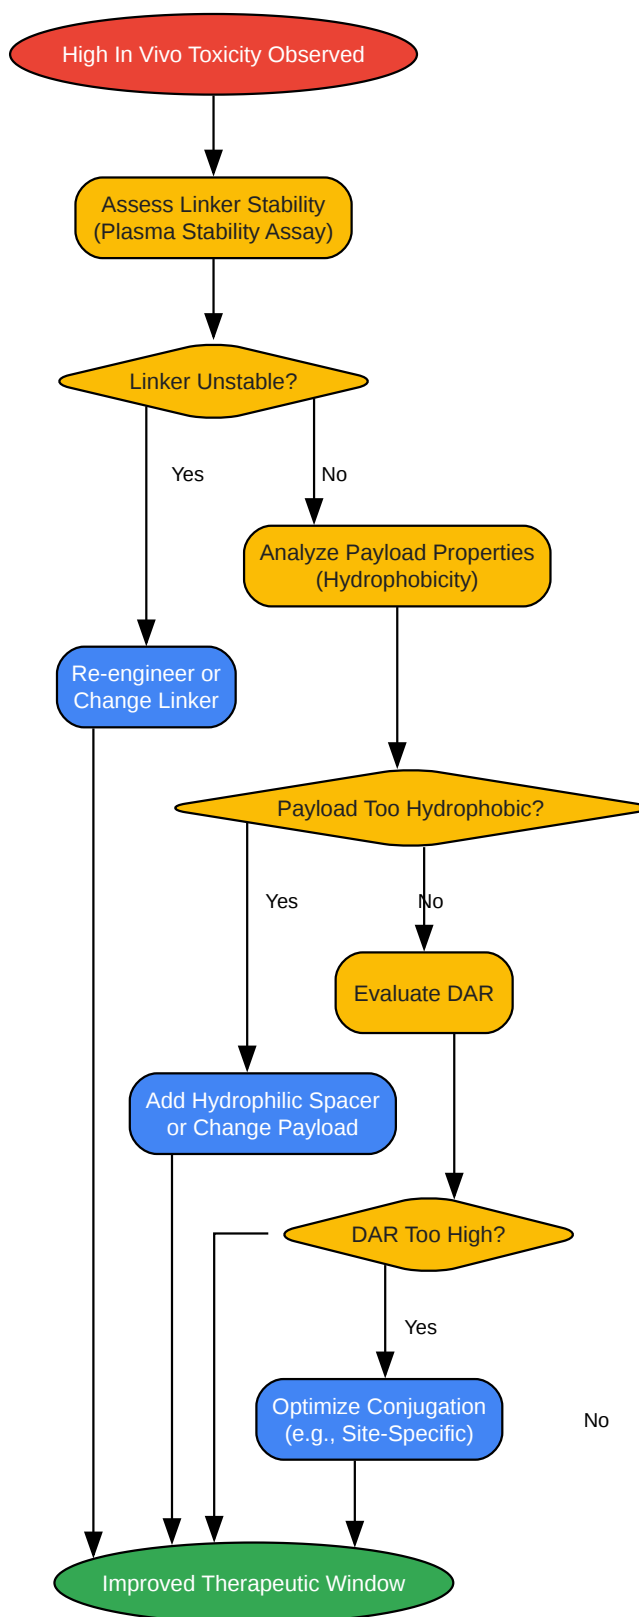 High In Vivo Toxicity Observed
Assess Linker Stability
(Plasma Stability Assay)
Linker Unstable?
Yes
No
Analyze Payload Properties
(Hydrophobicity)
Re-engineer or
Change Linker
Payload Too Hydrophobic?
Yes
No
Evaluate DAR
Add Hydrophilic Spacer
or Change Payload
DAR Too High?
Yes
Optimize Conjugation
(e.g., Site-Specific)
No
Improved Therapeutic Window